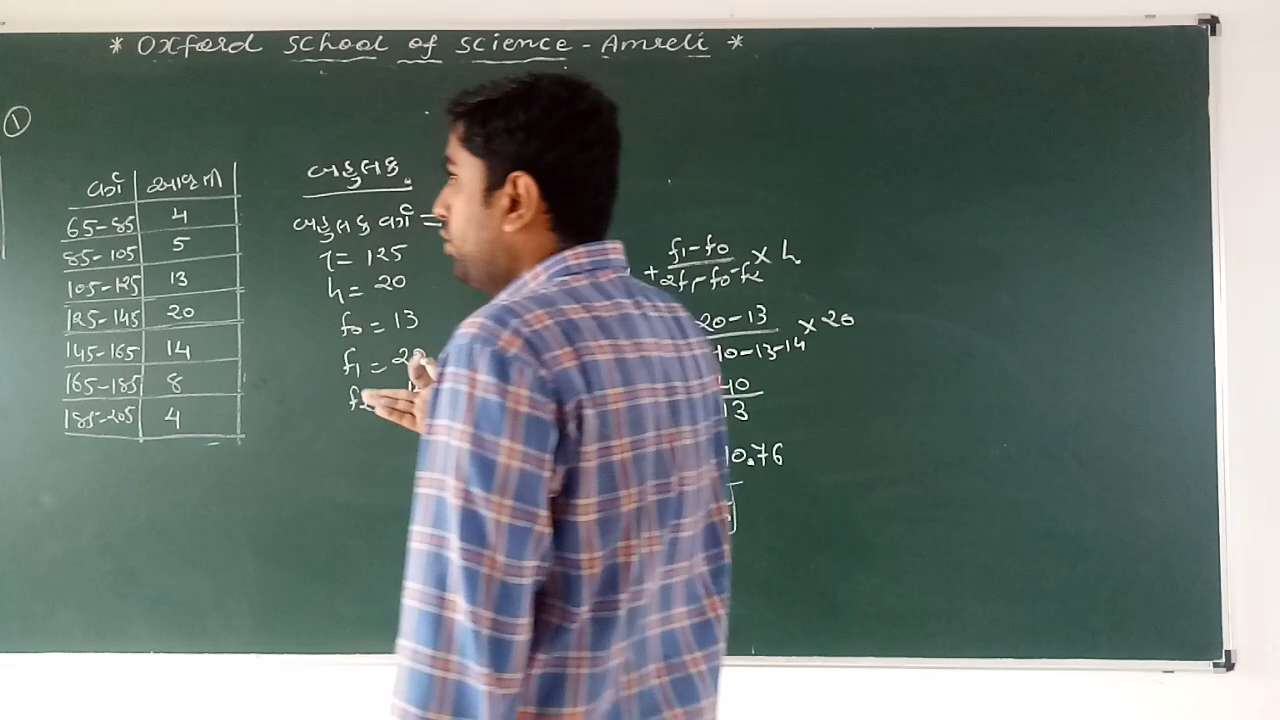 * Oxford school of science - Amreli *
1
વર્ગ આવૃત્તિ
65-85 4
85-105 5
105-125 13
125-145 20
145-165 14
165-185 8
185-205 4
બહુલક
બહુલક વર્ગ =
l = 125
h = 20
f0 = 13
f1 = 20
+ f1-f0 / 2f1-f0-f2 × h
20-13 / 40-13-14 × 20
40 / 13
10.76